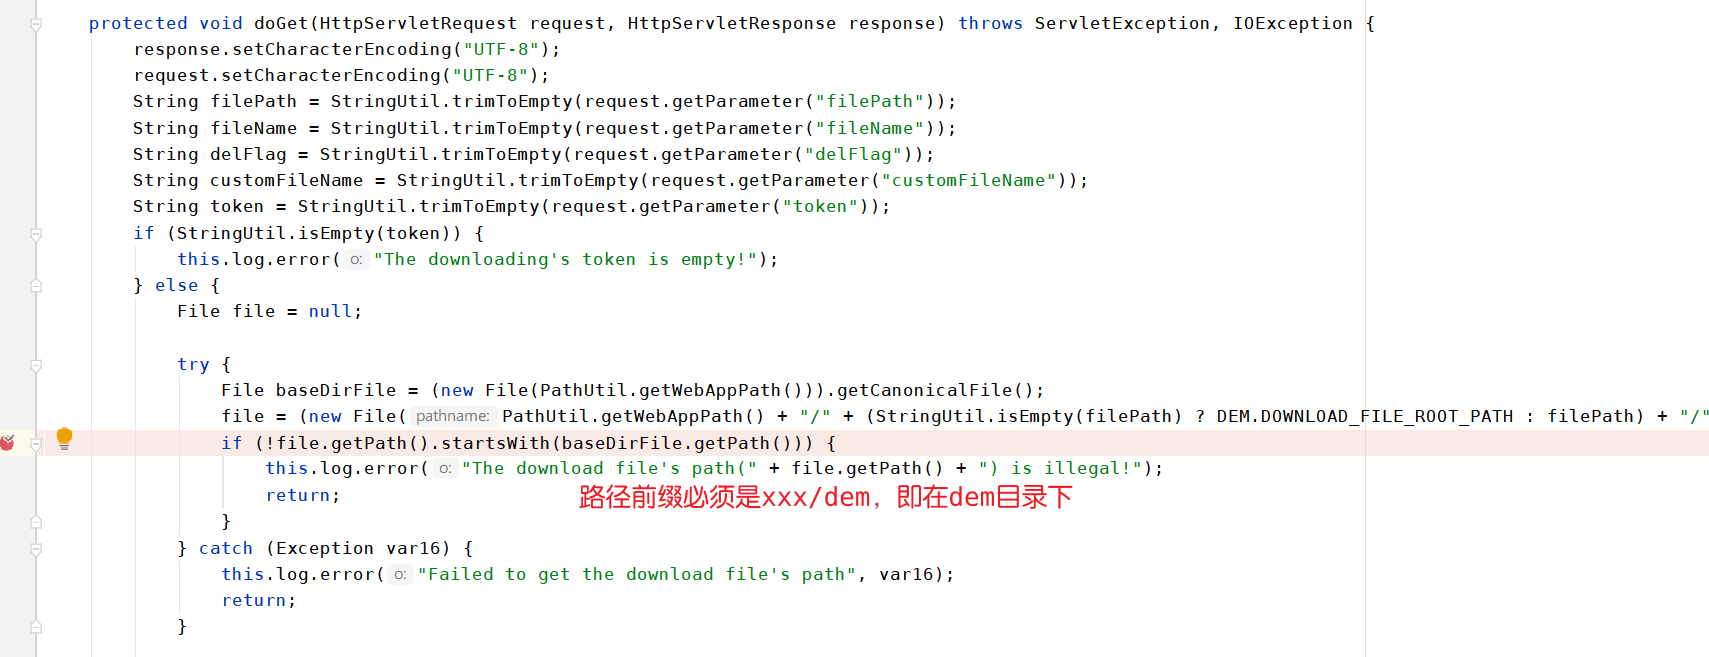 protected void doGet(HttpServletRequest request, HttpServletResponse response) throws ServletException, IOException {
response.setCharacterEncoding("UTF-8");
request.setCharacterEncoding("UTF-8");
String filePath = StringUtil.trimToEmpty(request.getParameter("filePath"));
String fileName = StringUtil.trimToEmpty(request.getParameter("fileName"));
String delFlag = StringUtil.trimToEmpty(request.getParameter("delFlag"));
String customFileName = StringUtil.trimToEmpty(request.getParameter("customFileName"));
String token = StringUtil.trimToEmpty(request.getParameter("token"));
if (StringUtil.isEmpty(token)) {
this.log.error( o: "The downloading's token is empty!");
} else {
File file = null;
try {
File baseDirFile = (new File(PathUtil.getWebAppPath())).getCanonicalFile();
file = (new File( pathname: PathUtil.getWebAppPath() + "/" + (StringUtil.isEmpty(filePath) ? DEM.DOWNLOAD_FILE_ROOT_PATH : filePath) + "/"
if (!file.getPath().startsWith(baseDirFile.getPath())) {
this.log.error( o: "The download file's path(" + file.getPath() + ") is illegal!");
return;
路径前缀必须是xxx/dem，即在dem目录下
}
} catch (Exception var16) {
this.log.error( o: "Failed to get the download file's path", var16);
return;
}